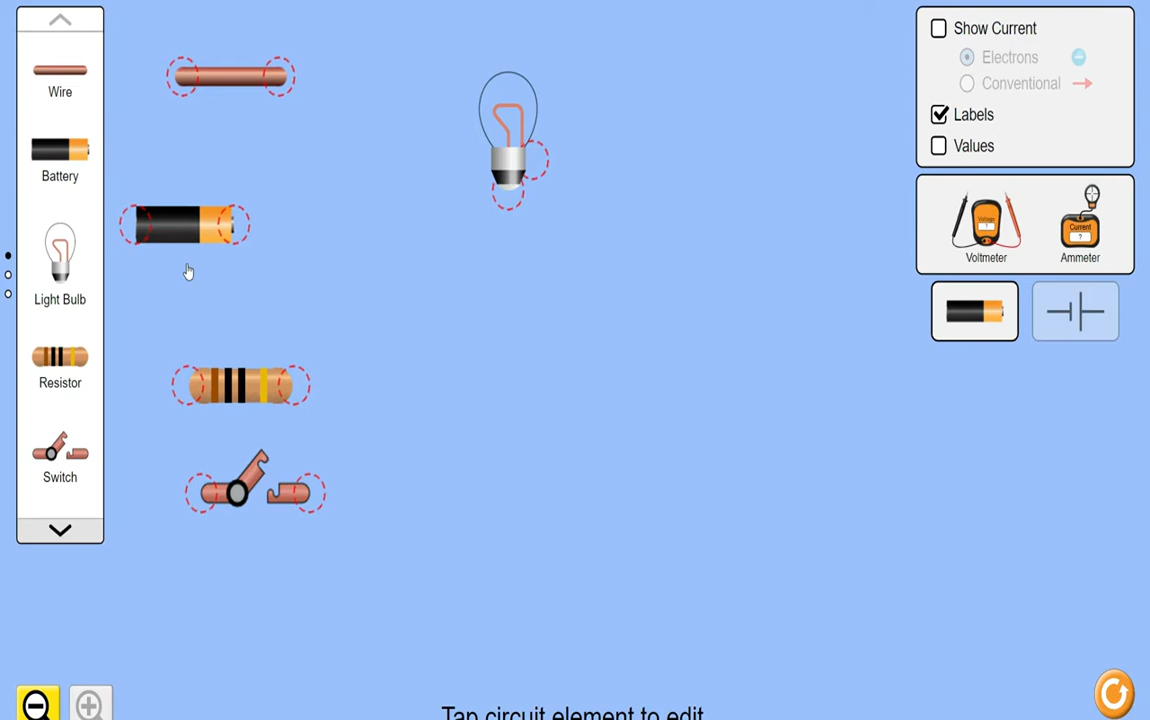 Wire
Battery
Light Bulb
Resistor
Switch
Show Current
Electrons
Conventional
Labels
Values
Voltage
?
Voltmeter
Current
?
Ammeter
Tap circuit element to edit.